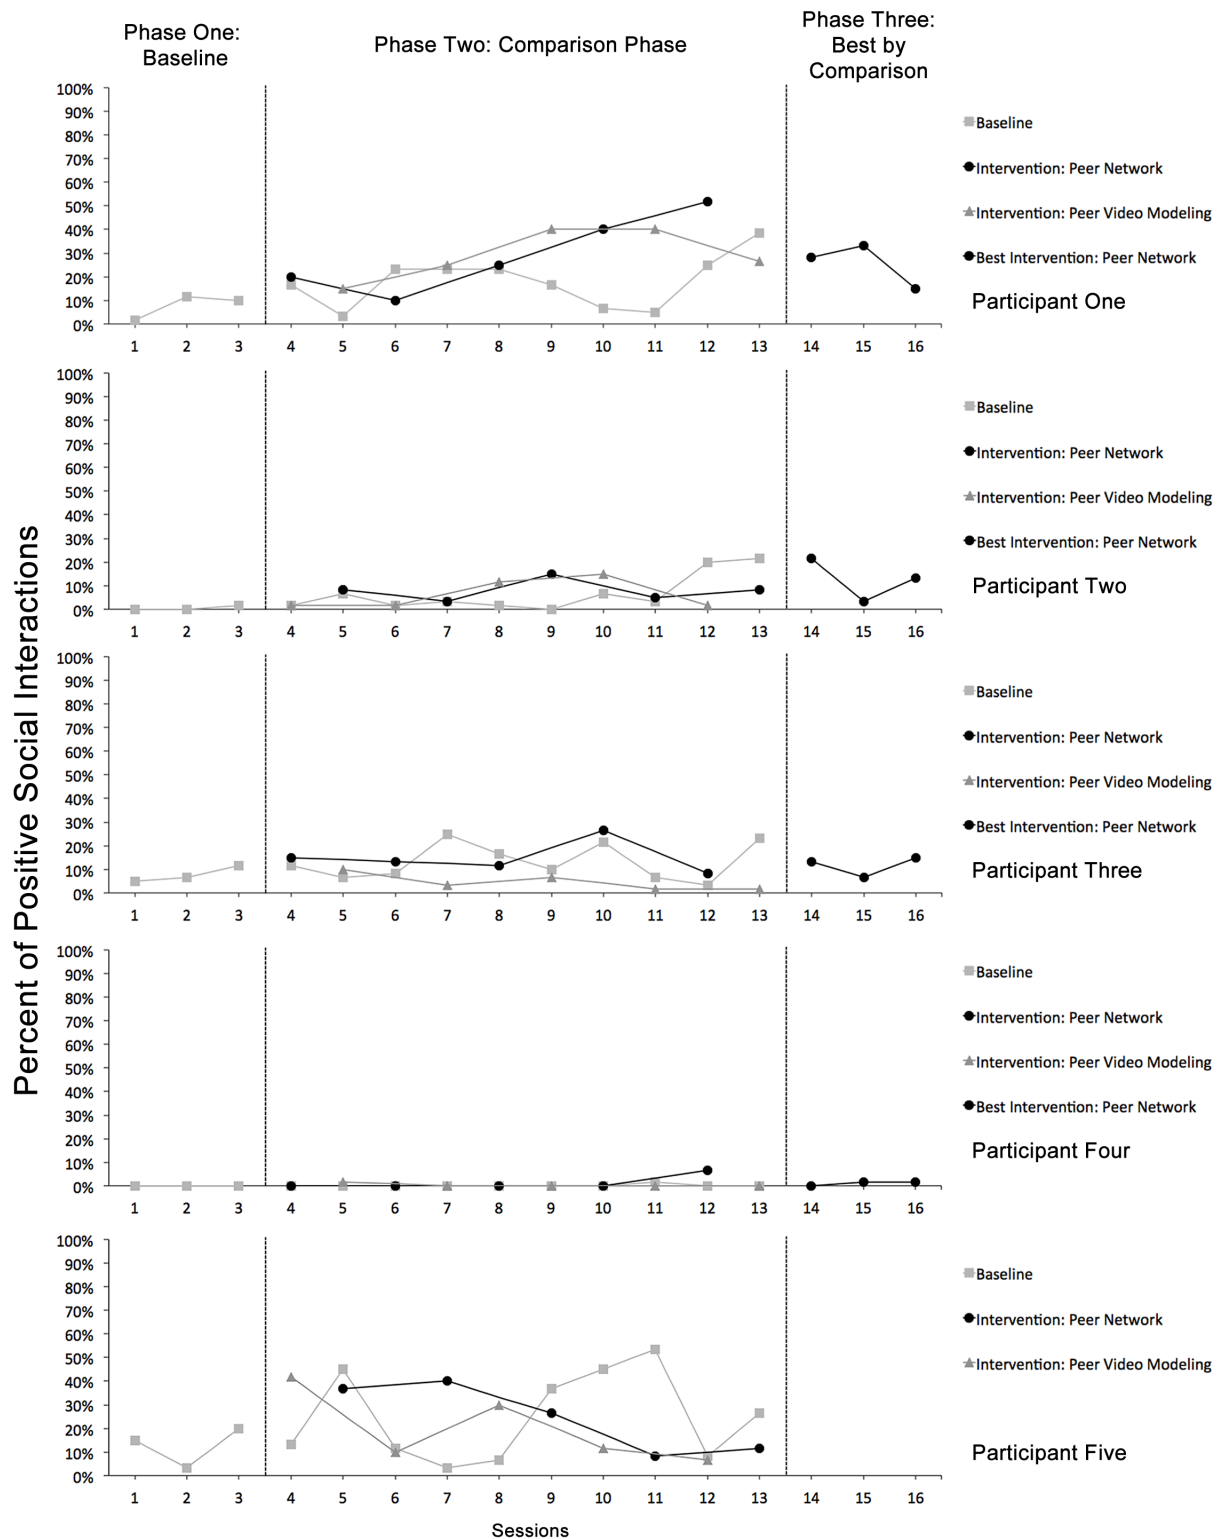 Phase One:
Baseline
Phase Two: Comparison Phase
Phase Three:
Best by
Comparison
Percent of Positive Social Interactions
100%
90%
80%
70%
60%
50%
40%
30%
20%
10%
0%
1 2 3 4 5 6 7 8 9 10 11 12 13 14 15 16
Baseline
Intervention: Peer Network
Intervention: Peer Video Modeling
Best Intervention: Peer Network
Participant One
100%
90%
80%
70%
60%
50%
40%
30%
20%
10%
0%
1 2 3 4 5 6 7 8 9 10 11 12 13 14 15 16
Baseline
Intervention: Peer Network
Intervention: Peer Video Modeling
Best Intervention: Peer Network
Participant Two
100%
90%
80%
70%
60%
50%
40%
30%
20%
10%
0%
1 2 3 4 5 6 7 8 9 10 11 12 13 14 15 16
Baseline
Intervention: Peer Network
Intervention: Peer Video Modeling
Best Intervention: Peer Network
Participant Three
100%
90%
80%
70%
60%
50%
40%
30%
20%
10%
0%
1 2 3 4 5 6 7 8 9 10 11 12 13 14 15 16
Baseline
Intervention: Peer Network
Intervention: Peer Video Modeling
Best Intervention: Peer Network
Participant Four
100%
90%
80%
70%
60%
50%
40%
30%
20%
10%
0%
1 2 3 4 5 6 7 8 9 10 11 12 13 14 15 16
Baseline
Intervention: Peer Network
Intervention: Peer Video Modeling
Participant Five
Sessions